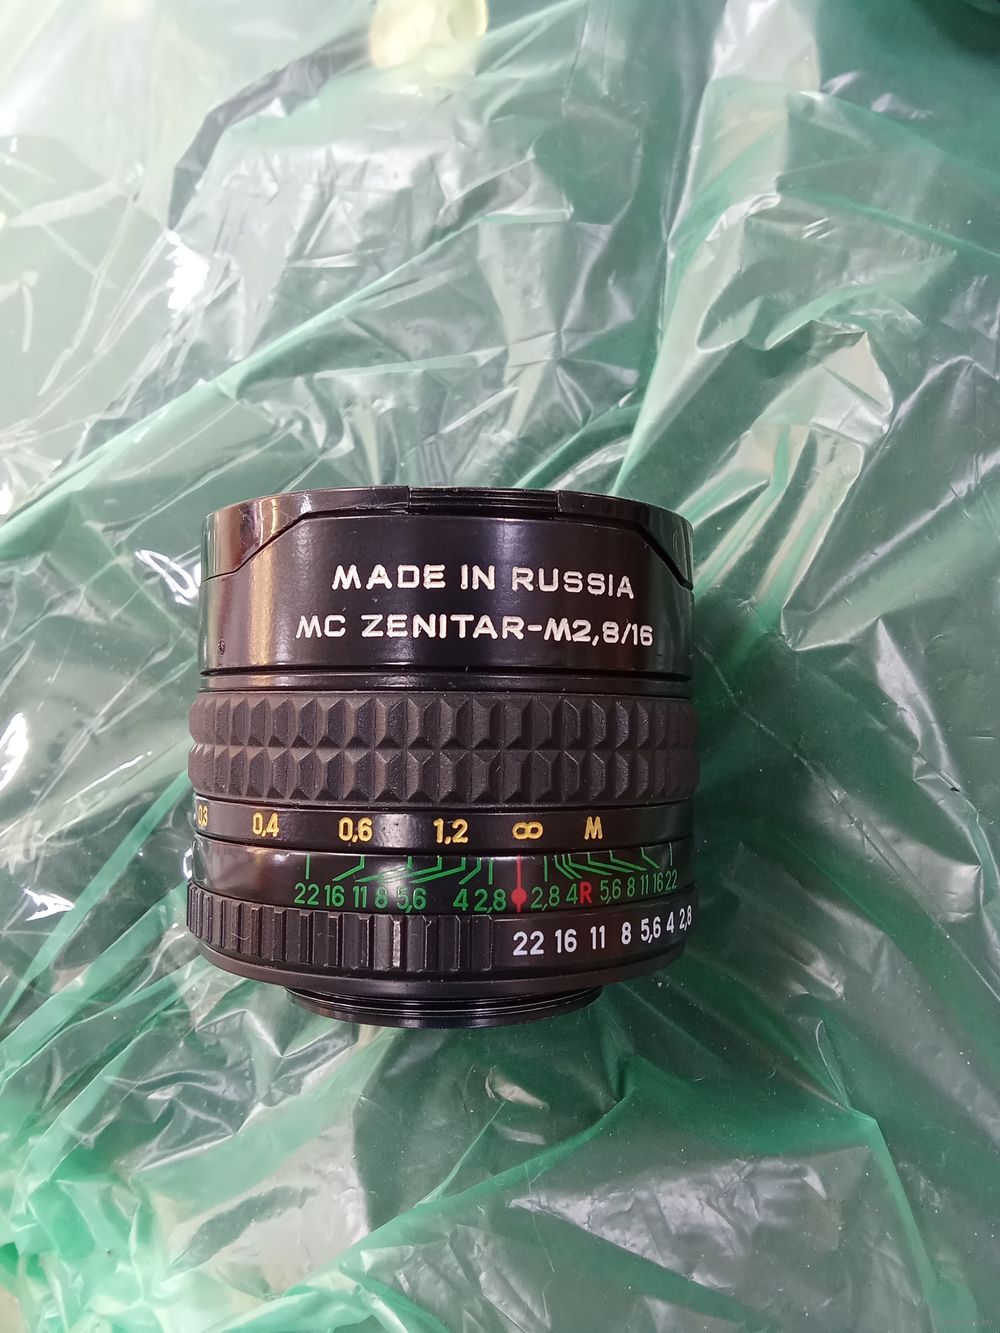 MADE IN RUSSIA
MC ZENITAR-M2,8/16
0,3 0,4 0,6 1,2 ∞ M
22 16 11 8 5,6 4 2,8 2,8 4 R 5,6 8 11 16 22
22 16 11 8 5,6 4 2,8